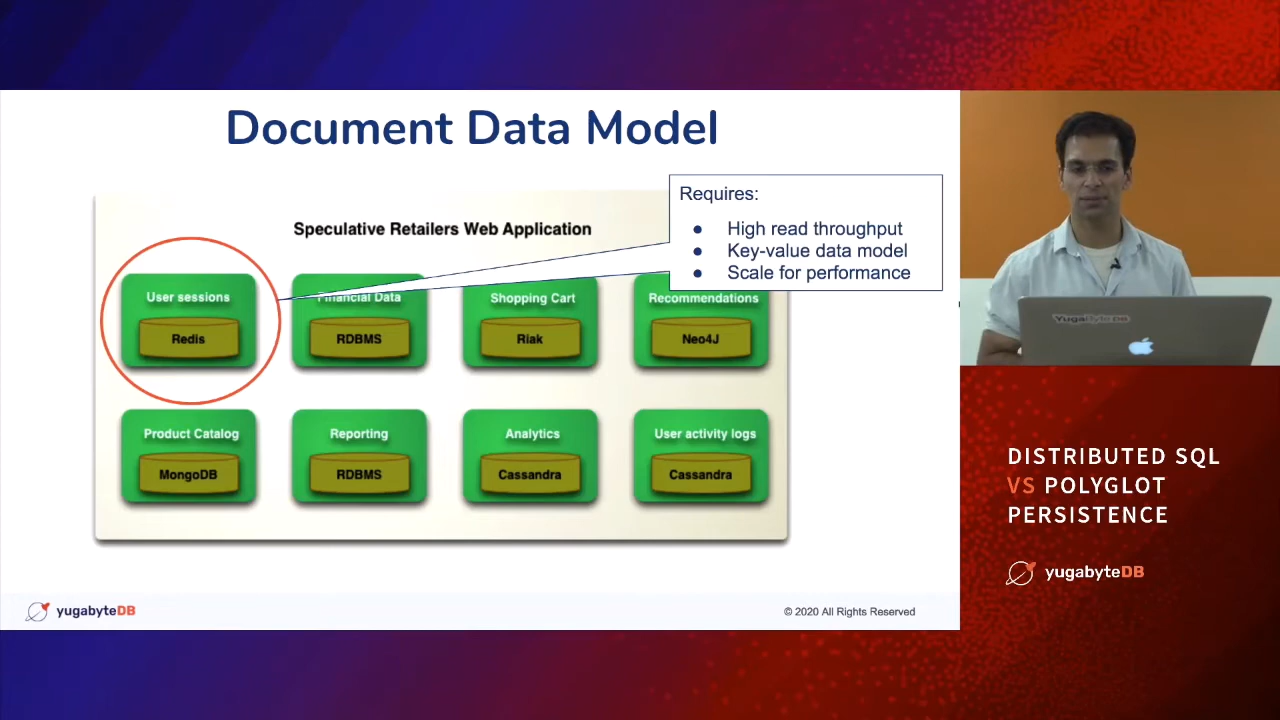 Document Data Model
Requires:
● High read throughput
● Key-value data model
● Scale for performance
Speculative Retailers Web Application
User sessions
Redis
Financial Data
RDBMS
Shopping Cart
Riak
Recommendations
Neo4J
Product Catalog
MongoDB
Reporting
RDBMS
Analytics
Cassandra
User activity logs
Cassandra
yugabyteDB
© 2020 All Rights Reserved
YugaByteDB
DISTRIBUTED SQL
VS POLYGLOT
PERSISTENCE
yugabyteDB